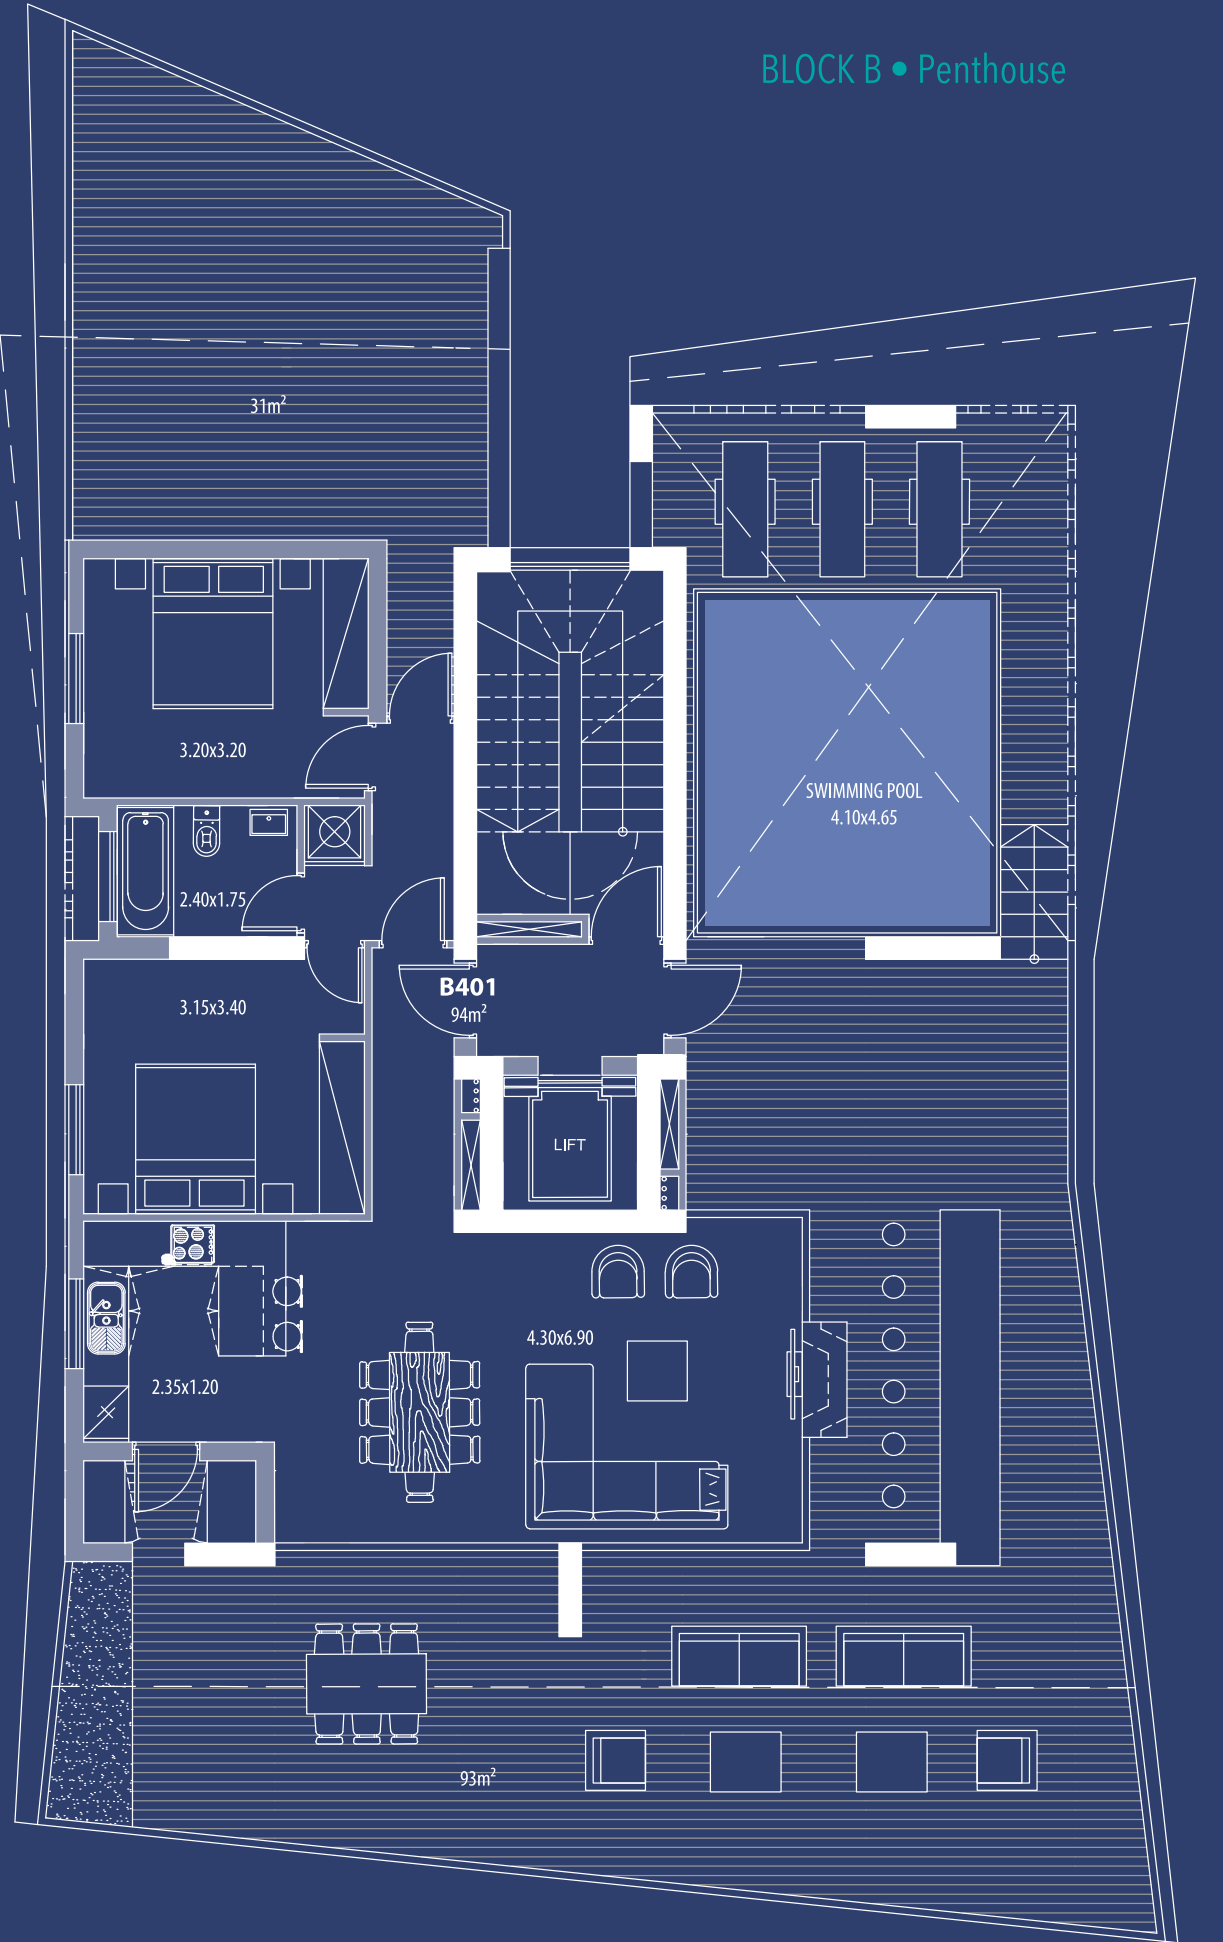 BLOCK B • Penthouse
31m²
3.20x3.20
SWIMMING POOL
4.10x4.65
2.40x1.75
B401
94m²
3.15x3.40
LIFT
4.30x6.90
2.35x1.20
93m²